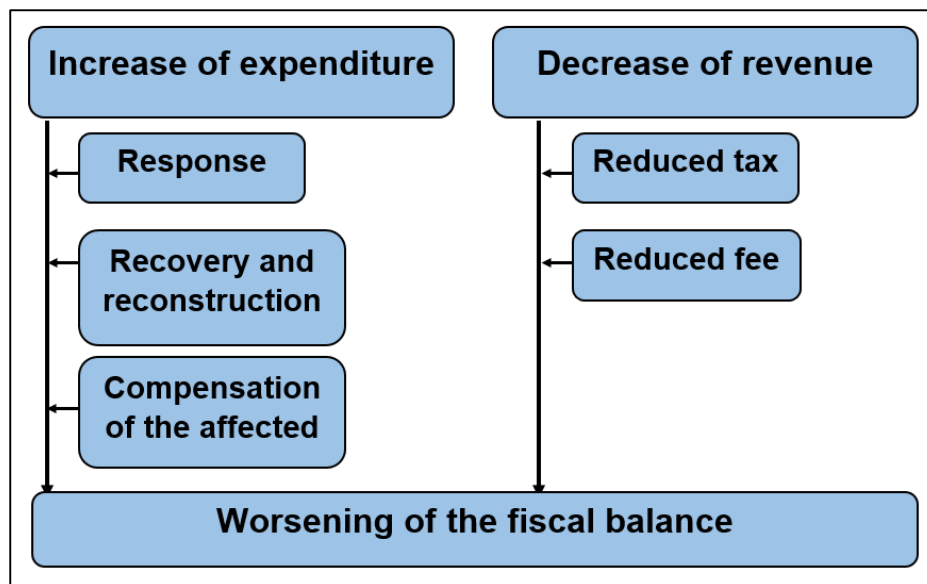 Increase of expenditure
Response
Recovery and
reconstruction
Compensation
of the affected
Decrease of revenue
Reduced tax
Reduced fee
Worsening of the fiscal balance